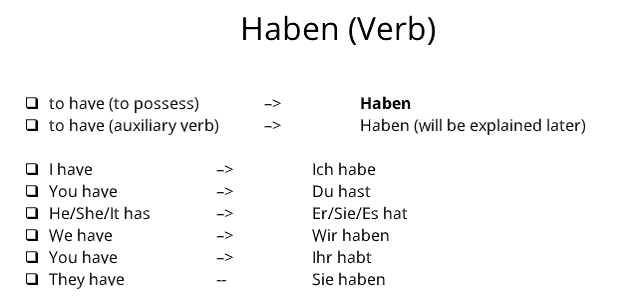 Haben (Verb)
❑ to have (to possess) –> Haben
❑ to have (auxiliary verb) –> Haben (will be explained later)
❑ I have –> Ich habe
❑ You have –> Du hast
❑ He/She/It has –> Er/Sie/Es hat
❑ We have –> Wir haben
❑ You have –> Ihr habt
❑ They have -- Sie haben